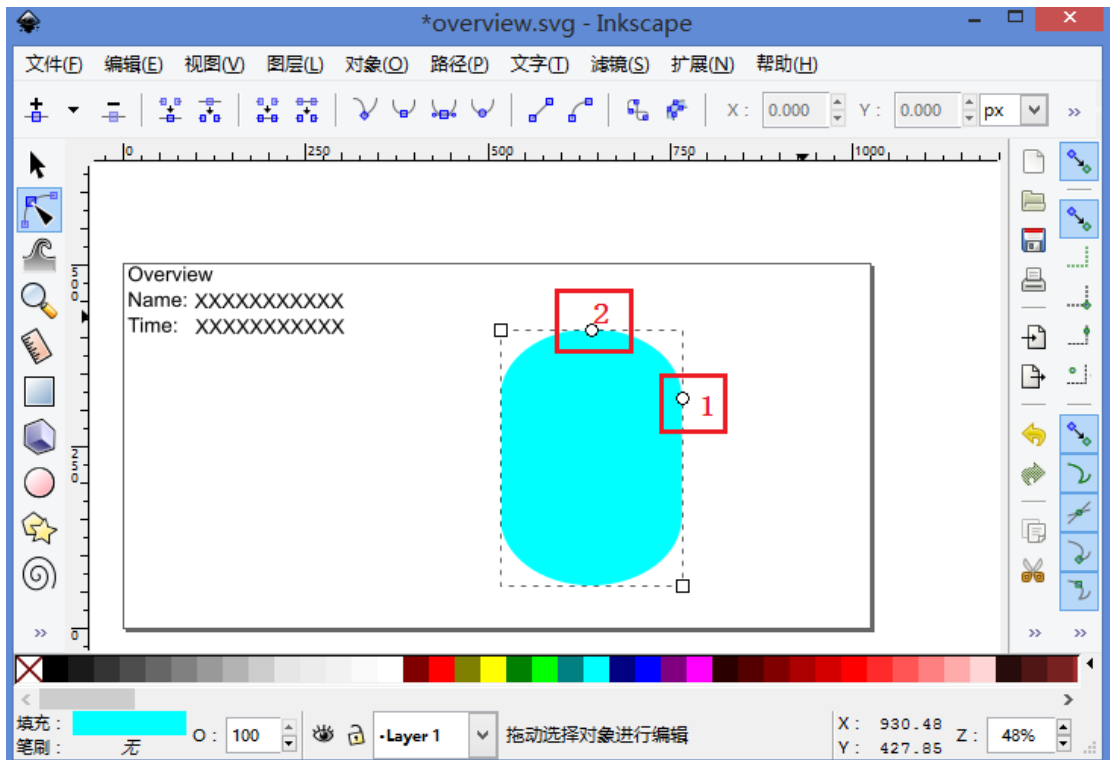 *overview.svg - Inkscape
文件(F) 编辑(E) 视图(V) 图层(L) 对象(O) 路径(P) 文字(T) 滤镜(S) 扩展(N) 帮助(H)
X: 0.000 Y: 0.000 px
0 250 500 750 1000
500
250
0
Overview
Name: XXXXXXXXXXX
Time: XXXXXXXXXXX
2
1
填充:
笔刷: 无
O: 100
•Layer 1
拖动选择对象进行编辑
X: 930.48
Y: 427.85
Z: 48%